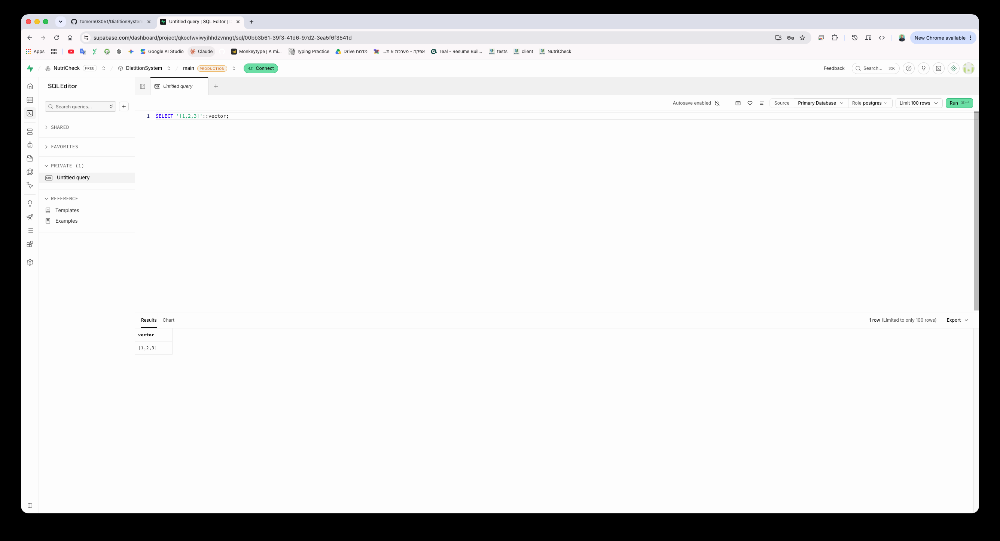 tomern03051/DiatitionSystem
Untitled query | SQL Editor | D
supabase.com/dashboard/project/qkocfwviwyjhhdzvnngt/sql/00bb3b61-39f3-41d6-97d2-3ea5f6f3541d
New Chrome available
Apps
Google AI Studio
Claude
Monkeytype | A mi...
Typing Practice
Drive מדמח
אפקה - מערכת א ת...
Teal - Resume Buil...
tests
client
NutriCheck
NutriCheck FREE
DiatitionSystem
main PRODUCTION
Connect
Feedback
Search... ⌘K
SQL Editor
SQL Untitled query
Search queries...
Autosave enabled
Source Primary Database
Role postgres
Limit 100 rows
Run ⌘↵
1 SELECT '[1,2,3]'::vector;
SHARED
FAVORITES
PRIVATE (1)
SQL Untitled query
REFERENCE
Templates
Examples
Results
Chart
1 row (Limited to only 100 rows)
Export
vector
[1,2,3]